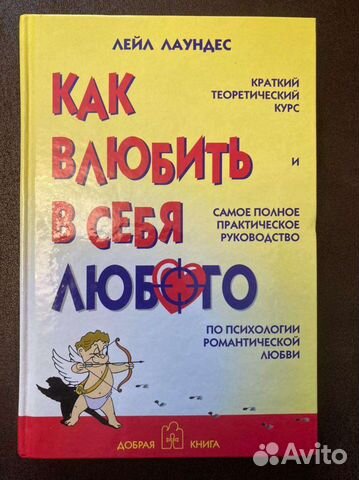 ЛЕЙЛ ЛАУНДЕС
КАК
ВЛЮБИТЬ
В СЕБЯ
ЛЮБОГО
КРАТКИЙ
ТЕОРЕТИЧЕСКИЙ
КУРС
И
САМОЕ ПОЛНОЕ
ПРАКТИЧЕСКОЕ
РУКОВОДСТВО
ПО ПСИХОЛОГИИ
РОМАНТИЧЕСКОЙ
ЛЮБВИ
ДОБРАЯ КНИГА
Avito